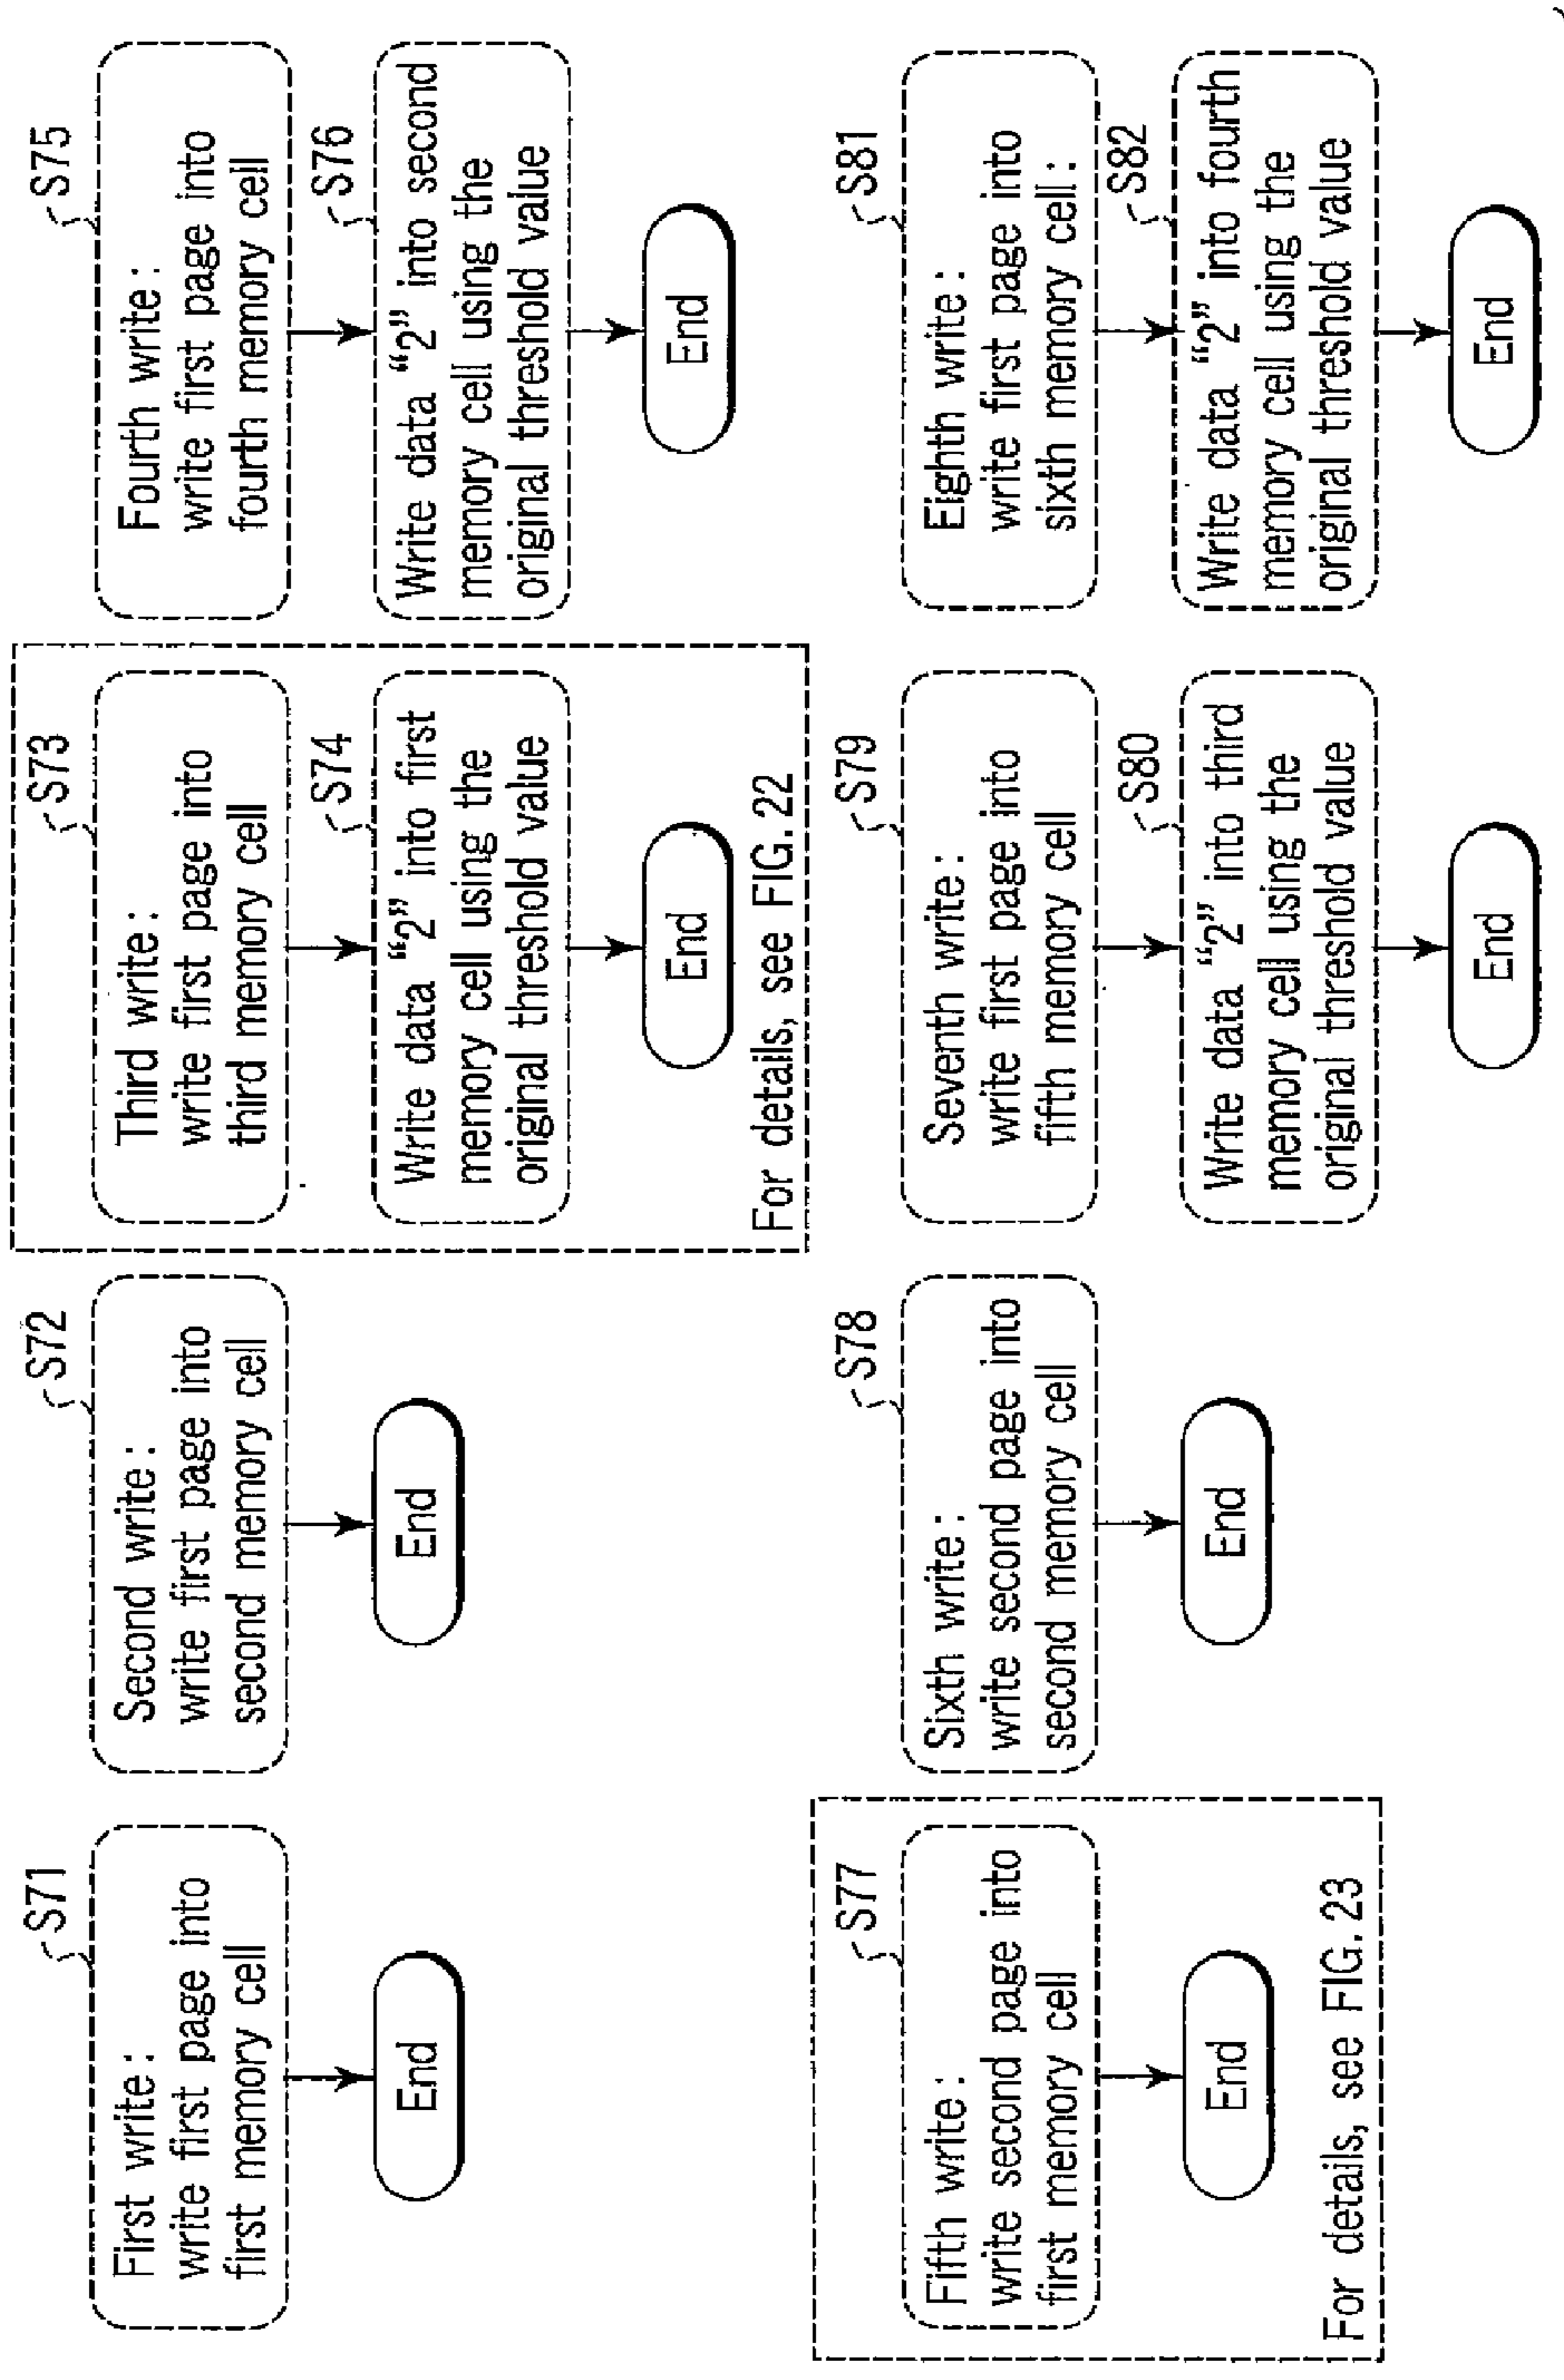 S71
First write:
write first page into
first memory cell
End
S72
Second write:
write first page into
second memory cell
End
S73
Third write:
write first page into
third memory cell
S74
Write data “2” into first
memory cell using the
original threshold value
End
For details, see FIG. 22
S75
Fourth write:
write first page into
fourth memory cell
S76
Write data “2” into second
memory cell using the
original threshold value
End
S77
Fifth write:
write second page into
first memory cell
End
For details, see FIG. 23
S78
Sixth write:
write second page into
second memory cell
End
S79
Seventh write:
write first page into
fifth memory cell
S80
Write data “2” into third
memory cell using the
original threshold value
End
S81
Eighth write:
write first page into
sixth memory cell:
S82
Write data “2” into fourth
memory cell using the
original threshold value
End